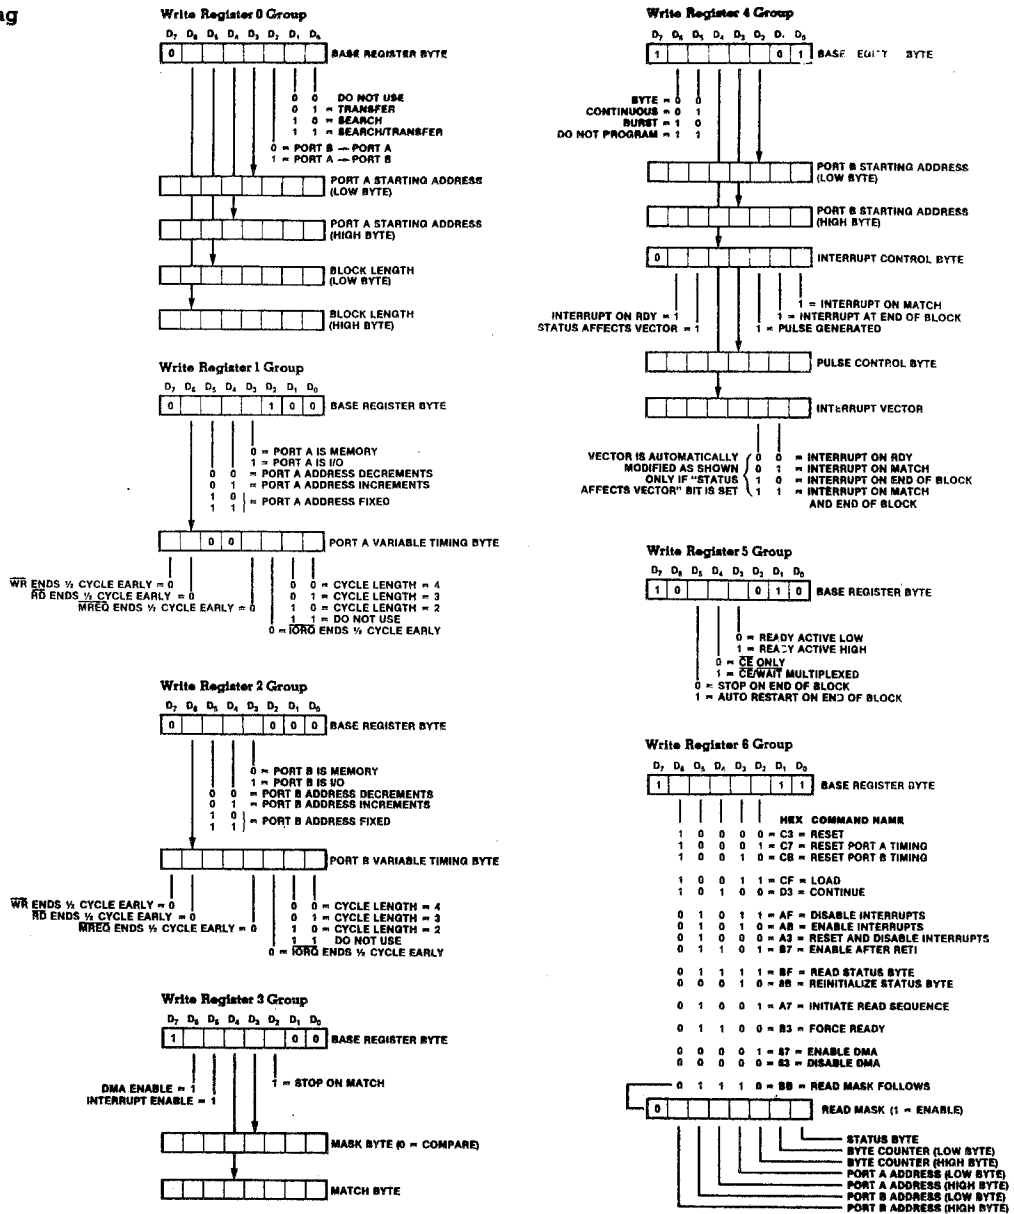 ng
Write Register 0 Group
D7 D6 D5 D4 D3 D2 D1 D0
0 BASE REGISTER BYTE
0 0 DO NOT USE
0 1 = TRANSFER
1 0 = SEARCH
1 1 = SEARCH/TRANSFER
0 = PORT B → PORT A
1 = PORT A → PORT B
PORT A STARTING ADDRESS
(LOW BYTE)
PORT A STARTING ADDRESS
(HIGH BYTE)
BLOCK LENGTH
(LOW BYTE)
BLOCK LENGTH
(HIGH BYTE)
Write Register 1 Group
D7 D6 D5 D4 D3 D2 D1 D0
0 1 0 0 BASE REGISTER BYTE
0 = PORT A IS MEMORY
1 = PORT A IS I/O
0 0 = PORT A ADDRESS DECREMENTS
0 1 = PORT A ADDRESS INCREMENTS
1 0
1 1 } = PORT A ADDRESS FIXED
0 0 PORT A VARIABLE TIMING BYTE
WR ENDS ½ CYCLE EARLY = 0
RD ENDS ½ CYCLE EARLY = 0
MREQ ENDS ½ CYCLE EARLY = 0
0 0 = CYCLE LENGTH = 4
0 1 = CYCLE LENGTH = 3
1 0 = CYCLE LENGTH = 2
1 1 = DO NOT USE
0 = IORQ ENDS ½ CYCLE EARLY
Write Register 2 Group
D7 D6 D5 D4 D3 D2 D1 D0
0 0 0 0 BASE REGISTER BYTE
0 = PORT B IS MEMORY
1 = PORT B IS I/O
0 0 = PORT B ADDRESS DECREMENTS
0 1 = PORT B ADDRESS INCREMENTS
1 0
1 1 } = PORT B ADDRESS FIXED
PORT B VARIABLE TIMING BYTE
WR ENDS ½ CYCLE EARLY = 0
RD ENDS ½ CYCLE EARLY = 0
MREQ ENDS ½ CYCLE EARLY = 0
0 0 = CYCLE LENGTH = 4
0 1 = CYCLE LENGTH = 3
1 0 = CYCLE LENGTH = 2
1 1 DO NOT USE
0 = IORQ ENDS ½ CYCLE EARLY
Write Register 3 Group
D7 D6 D5 D4 D3 D2 D1 D0
1 0 0 BASE REGISTER BYTE
DMA ENABLE = 1
INTERRUPT ENABLE = 1
1 = STOP ON MATCH
MASK BYTE (0 = COMPARE)
MATCH BYTE
Write Register 4 Group
D7 D6 D5 D4 D3 D2 D1 D0
1 0 1 BASE BYTE
BYTE = 0 0
CONTINUOUS = 0 1
BURST = 1 0
DO NOT PROGRAM = 1 1
PORT B STARTING ADDRESS
(LOW BYTE)
PORT B STARTING ADDRESS
(HIGH BYTE)
0 INTERRUPT CONTROL BYTE
INTERRUPT ON RDY = 1
STATUS AFFECTS VECTOR = 1
1 = INTERRUPT ON MATCH
1 = INTERRUPT AT END OF BLOCK
1 = PULSE GENERATED
PULSE CONTROL BYTE
INTERRUPT VECTOR
VECTOR IS AUTOMATICALLY
MODIFIED AS SHOWN
ONLY IF "STATUS
AFFECTS VECTOR" BIT IS SET
0 0 = INTERRUPT ON RDY
0 1 = INTERRUPT ON MATCH
1 0 = INTERRUPT ON END OF BLOCK
1 1 = INTERRUPT ON MATCH
AND END OF BLOCK
Write Register 5 Group
D7 D6 D5 D4 D3 D2 D1 D0
1 0 0 1 0 BASE REGISTER BYTE
0 = READY ACTIVE LOW
1 = READY ACTIVE HIGH
0 = CE ONLY
1 = CE/WAIT MULTIPLEXED
0 = STOP ON END OF BLOCK
1 = AUTO RESTART ON END OF BLOCK
Write Register 6 Group
D7 D6 D5 D4 D3 D2 D1 D0
1 1 1 BASE REGISTER BYTE
HEX COMMAND NAME
1 0 0 0 0 = C3 = RESET
1 0 0 0 1 = C7 = RESET PORT A TIMING
1 0 0 1 0 = CB = RESET PORT B TIMING
1 0 0 1 1 = CF = LOAD
1 0 1 0 0 = D3 = CONTINUE
0 1 0 1 1 = AF = DISABLE INTERRUPTS
0 1 0 1 0 = AB = ENABLE INTERRUPTS
0 1 0 0 0 = A3 = RESET AND DISABLE INTERRUPTS
0 1 1 0 1 = B7 = ENABLE AFTER RETI
0 1 1 1 1 = BF = READ STATUS BYTE
0 0 0 1 0 = 8B = REINITIALIZE STATUS BYTE
0 1 0 0 1 = A7 = INITIATE READ SEQUENCE
0 1 1 0 0 = B3 = FORCE READY
0 0 0 0 1 = 87 = ENABLE DMA
0 0 0 0 0 = 83 = DISABLE DMA
0 1 1 1 0 = BB = READ MASK FOLLOWS
0 READ MASK (1 = ENABLE)
STATUS BYTE
BYTE COUNTER (LOW BYTE)
BYTE COUNTER (HIGH BYTE)
PORT A ADDRESS (LOW BYTE)
PORT A ADDRESS (HIGH BYTE)
PORT B ADDRESS (LOW BYTE)
PORT B ADDRESS (HIGH BYTE)